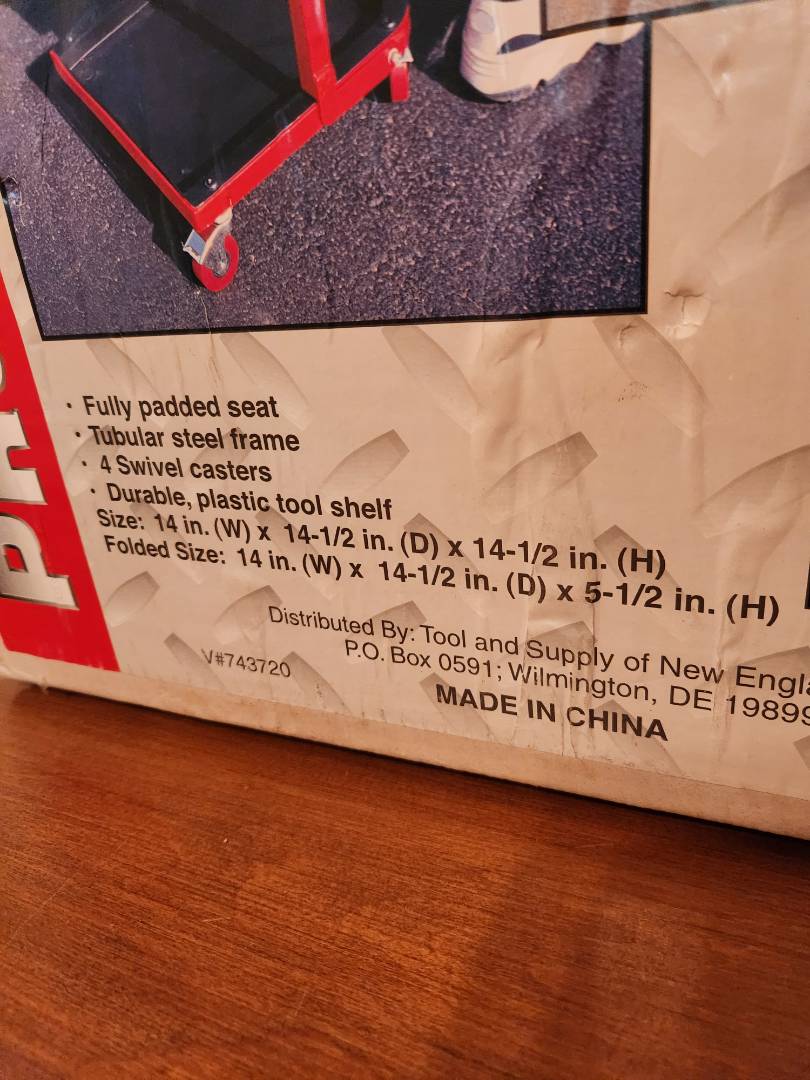 · Fully padded seat
· Tubular steel frame
· 4 Swivel casters
· Durable, plastic tool shelf
Size: 14 in. (W) x 14-1/2 in. (D) x 14-1/2 in. (H)
Folded Size: 14 in. (W) x 14-1/2 in. (D) x 5-1/2 in. (H)
Distributed By: Tool and Supply of New
P.O. Box 0591; Wilmington, DE 19899
V#743720
MADE IN CHINA